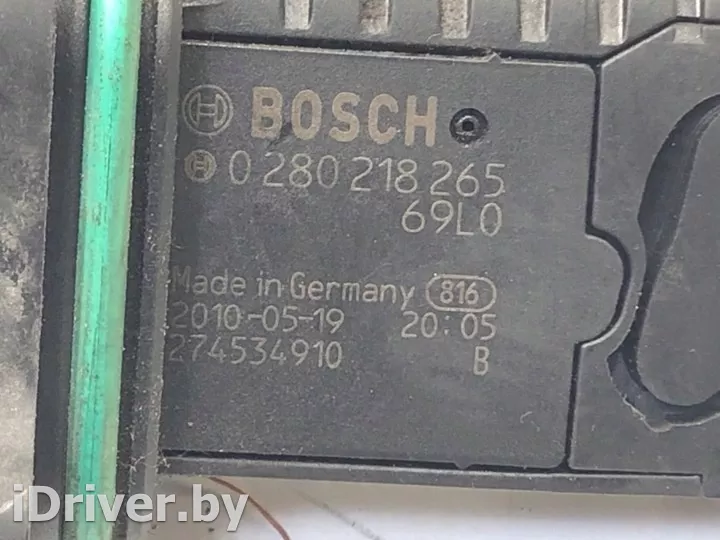 BOSCH
0 280 218 265
69L0
Made in Germany 816
2010-05-19 20:05
274534910 B
iDriver.by